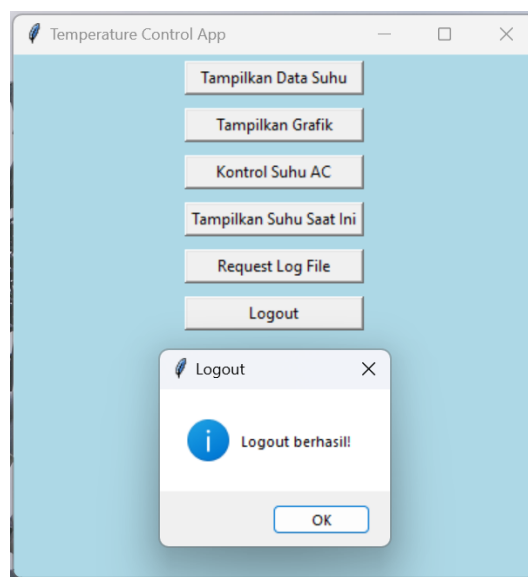 Temperature Control App
Tampilkan Data Suhu
Tampilkan Grafik
Kontrol Suhu AC
Tampilkan Suhu Saat Ini
Request Log File
Logout
Logout
Logout berhasil!
OK